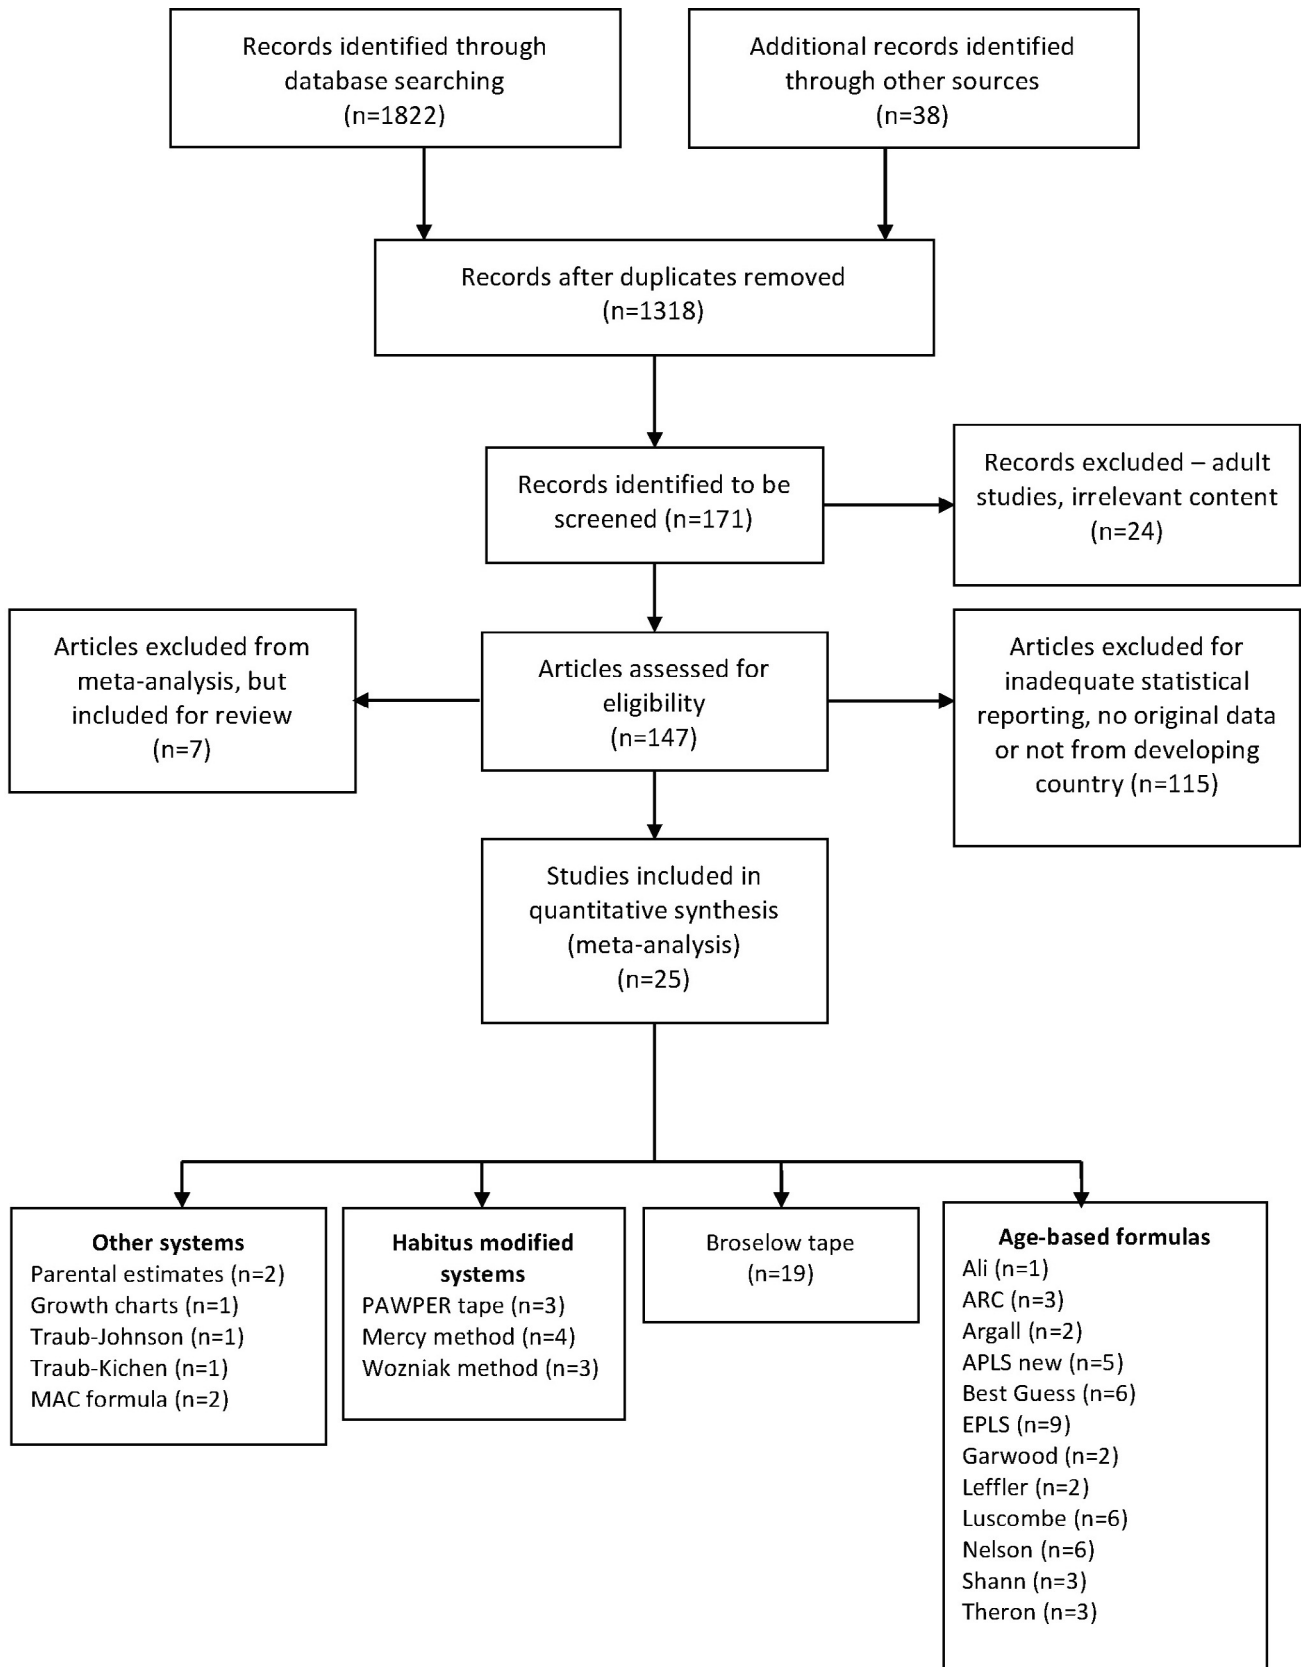 Records identified through
database searching
(n=1822)
Additional records identified
through other sources
(n=38)
Records after duplicates removed
(n=1318)
Records identified to be
screened (n=171)
Records excluded – adult
studies, irrelevant content
(n=24)
Articles excluded from
meta-analysis, but
included for review
(n=7)
Articles assessed for
eligibility
(n=147)
Articles excluded for
inadequate statistical
reporting, no original data
or not from developing
country (n=115)
Studies included in
quantitative synthesis
(meta-analysis)
(n=25)
Other systems
Parental estimates (n=2)
Growth charts (n=1)
Traub-Johnson (n=1)
Traub-Kichen (n=1)
MAC formula (n=2)
Habitus modified
systems
PAWPER tape (n=3)
Mercy method (n=4)
Wozniak method (n=3)
Broselow tape
(n=19)
Age-based formulas
Ali (n=1)
ARC (n=3)
Argall (n=2)
APLS new (n=5)
Best Guess (n=6)
EPLS (n=9)
Garwood (n=2)
Leffler (n=2)
Luscombe (n=6)
Nelson (n=6)
Shann (n=3)
Theron (n=3)